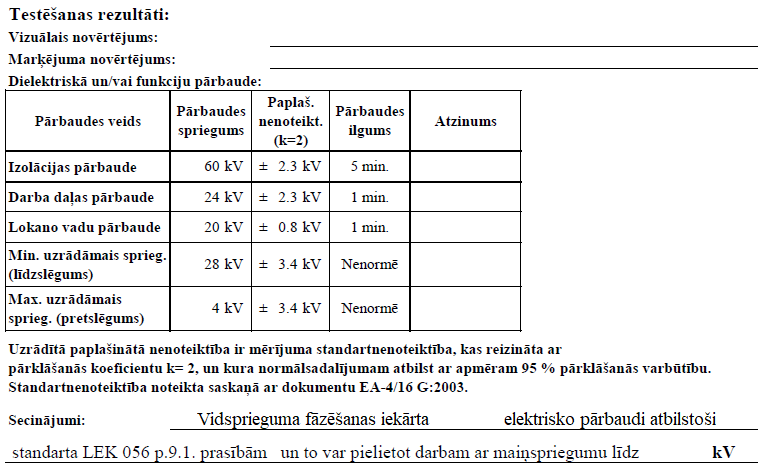 Testēšanas rezultāti:
Vizuālais novērtējums:
Marķējuma novērtējums:
Dielektriskā un/vai funkciju pārbaude:
Pārbaudes veids | Pārbaudes spriegums | Paplaš. nenoteikt. (k=2) | Pārbaudes ilgums | Atzinums
Izolācijas pārbaude | 60 kV | ± 2.3 kV | 5 min.
Darba daļas pārbaude | 24 kV | ± 2.3 kV | 1 min.
Lokano vadu pārbaude | 20 kV | ± 0.8 kV | 1 min.
Min. uzrādāmais sprieg. (līdzslēgums) | 28 kV | ± 3.4 kV | Nenormē
Max. uzrādāmais sprieg. (pretslēgums) | 4 kV | ± 3.4 kV | Nenormē
Uzrādītā paplašinātā nenoteiktība ir mērījuma standartnenoteiktība, kas reizināta ar
pārklāšanās koeficientu k= 2, un kura normālsadalījumam atbilst ar apmēram 95 % pārklāšanās varbūtību.
Standartnenoteiktība noteikta saskaņā ar dokumentu EA-4/16 G:2003.
Secinājumi: Vidsprieguma fāzēšanas iekārta elektrisko pārbaudi atbilstoši
standarta LEK 056 p.9.1. prasībām un to var pielietot darbam ar maiņspriegumu līdz kV